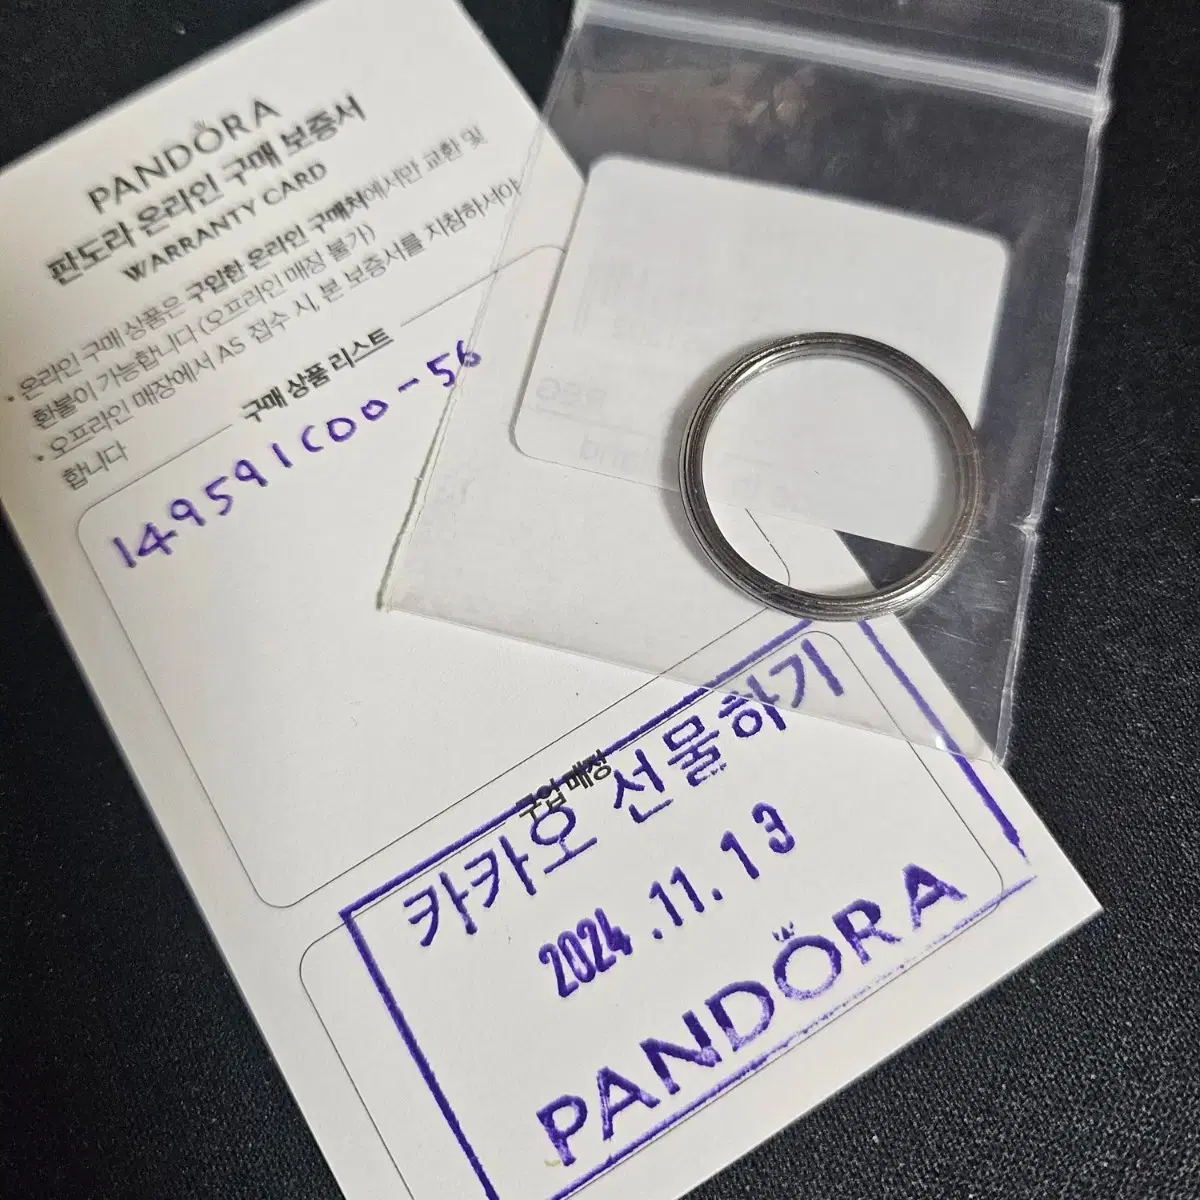 PANDORA
판도라 온라인 구매 보증서
WARRANTY CARD
• 온라인 구매 상품은 구입한 온라인 구매처에서만 교환 및
환불이 가능합니다 (오프라인 매장 불가)
• 오프라인 매장에서 AS 접수 시, 본 보증서를 지참하셔야
합니다
구매 상품 리스트
149591C00-56
구입 매장
카카오 선물하기
2024.11.13
PANDORA